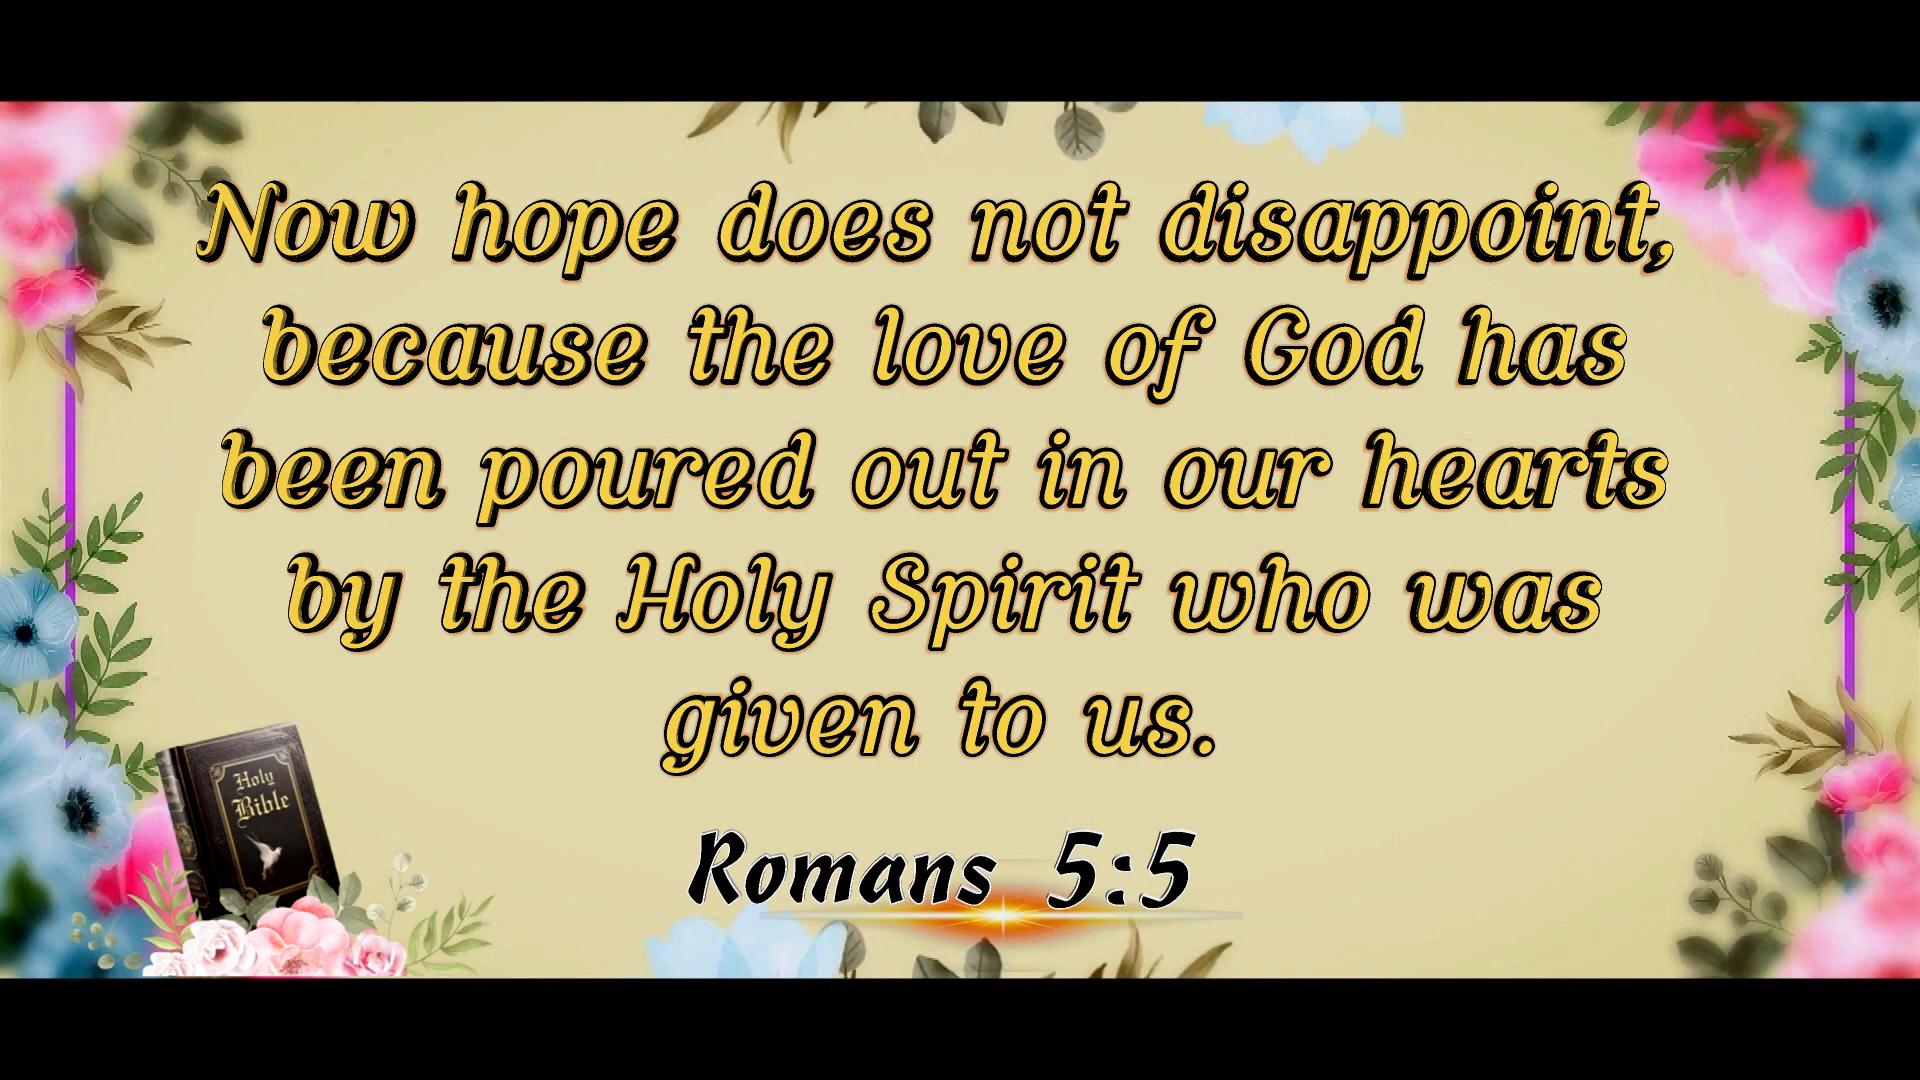 Now hope does not disappoint,
because the love of God has
been poured out in our hearts
by the Holy Spirit who was
given to us.
Holy
Bible
Romans 5:5